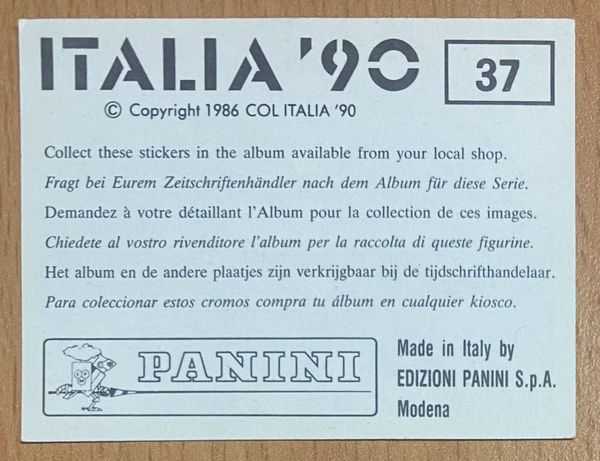 ITALIA '90
37
© Copyright 1986 COL ITALIA '90
Collect these stickers in the album available from your local shop.
Fragt bei Eurem Zeitschriftenhändler nach dem Album für diese Serie.
Demandez à votre détaillant l'Album pour la collection de ces images.
Chiedete al vostro rivenditore l'album per la raccolta di queste figurine.
Het album en de andere plaatjes zijn verkrijgbaar bij de tijdschrifthandelaar.
Para coleccionar estos cromos compra tu álbum en cualquier kiosco.
PANINI
Made in Italy by
EDIZIONI PANINI S.p.A.
Modena